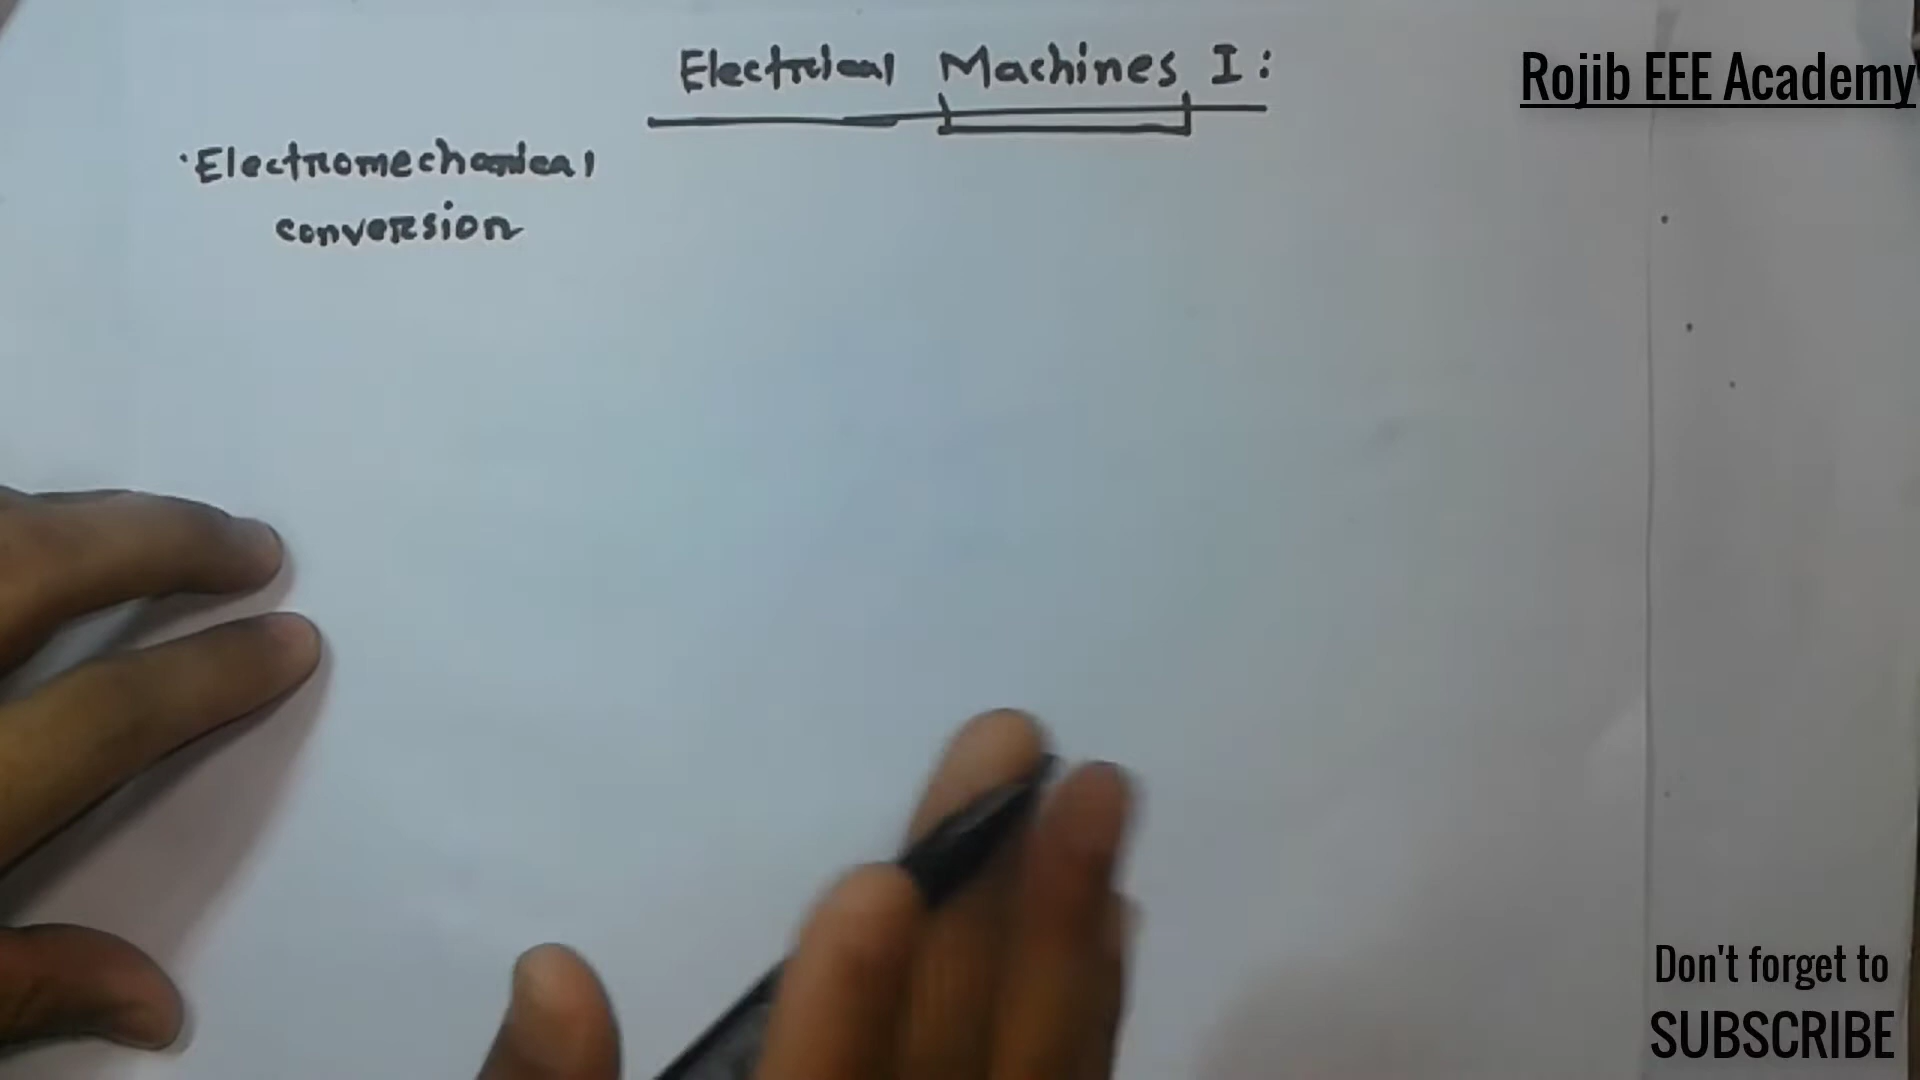 Electrical Machines I:
Rojib EEE Academy
· Electromechanical
conversion
Don't forget to
SUBSCRIBE